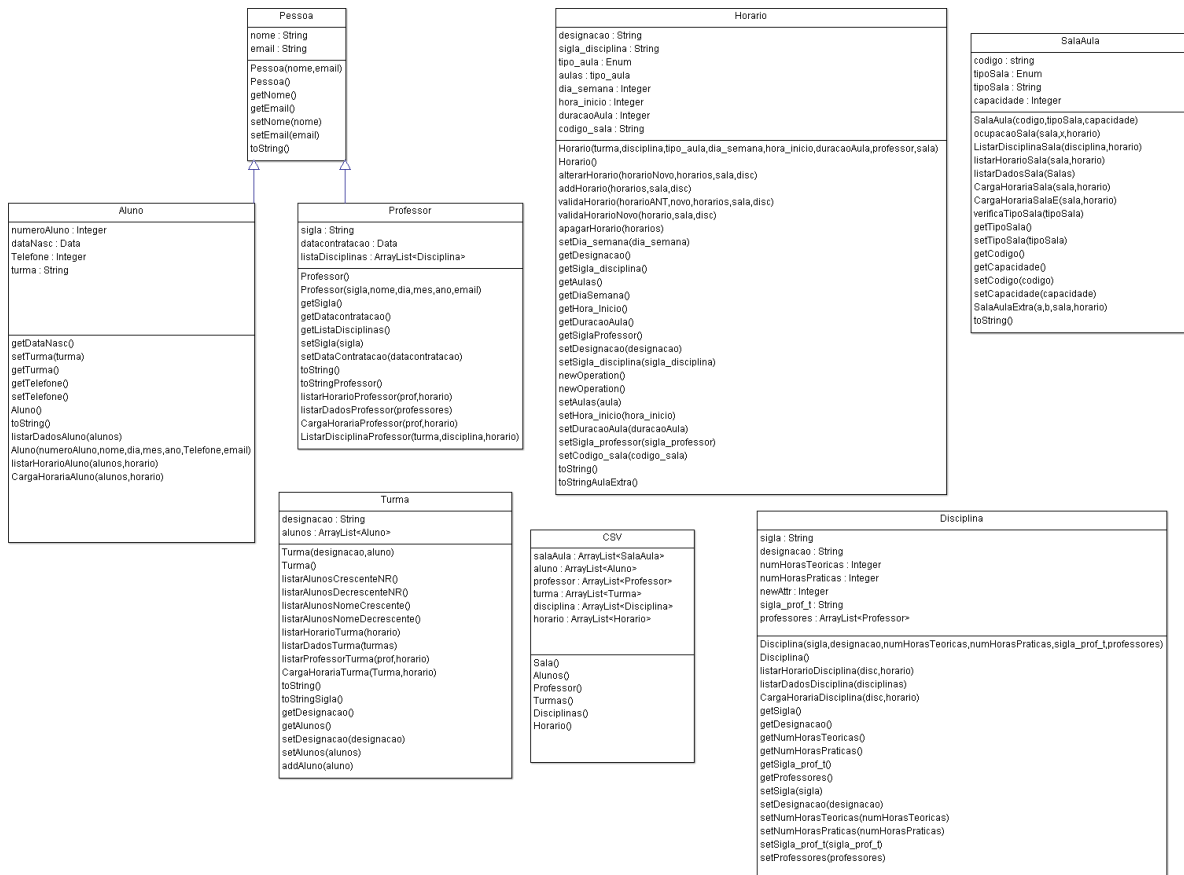 Pessoa
nome : String
email : String
Pessoa(nome,email)
Pessoa()
getNome()
getEmail()
setNome(nome)
setEmail(email)
toString()
Horario
designacao : String
sigla_disciplina : String
tipo_aula : Enum
aulas : tipo_aula
dia_semana : Integer
hora_inicio : Integer
duracaoAula : Integer
codigo_sala : String
Horario(turma,disciplina,tipo_aula,dia_semana,hora_inicio,duracaoAula,professor,sala)
Horario()
alterarHorario(horarioNovo,horarios,sala,disc)
addHorario(horarios,sala,disc)
validaHorario(horarioANT,novo,horarios,sala,disc)
validaHorarioNovo(horario,sala,disc)
apagarHorario(horarios)
setDia_semana(dia_semana)
getDesignacao()
getSigla_disciplina()
getAulas()
getDiaSemana()
getHora_Inicio()
getDuracaoAula()
getSiglaProfessor()
setDesignacao(designacao)
setSigla_disciplina(sigla_disciplina)
newOperation()
newOperation()
setAulas(aula)
setHora_inicio(hora_inicio)
setDuracaoAula(duracaoAula)
setSigla_professor(sigla_professor)
setCodigo_sala(codigo_sala)
toString()
toStringAulaExtra()
SalaAula
codigo : string
tipoSala : Enum
tipoSala : String
capacidade : Integer
SalaAula(codigo,tipoSala,capacidade)
ocupacaoSala(sala,x,horario)
ListarDisciplinaSala(disciplina,horario)
listarHorarioSala(sala,horario)
listarDadosSala(Salas)
CargaHorariaSala(sala,horario)
CargaHorariaSalaE(sala,horario)
verificaTipoSala(tipoSala)
getTipoSala()
setTipoSala(tipoSala)
getCodigo()
getCapacidade()
setCodigo(codigo)
setCapacidade(capacidade)
SalaAulaExtra(a,b,sala,horario)
toString()
Aluno
numeroAluno : Integer
dataNasc : Data
Telefone : Integer
turma : String
getDataNasc()
setTurma(turma)
getTurma()
getTelefone()
setTelefone()
Aluno()
toString()
listarDadosAluno(alunos)
Aluno(numeroAluno,nome,dia,mes,ano,Telefone,email)
listarHorarioAluno(alunos,horario)
CargaHorariaAluno(alunos,horario)
Professor
sigla : String
datacontratacao : Data
listaDisciplinas : ArrayList<Disciplina>
Professor()
Professor(sigla,nome,dia,mes,ano,email)
getSigla()
getDatacontratacao()
getListaDisciplinas()
setSigla(sigla)
setDataContratacao(datacontratacao)
toString()
toStringProfessor()
listarHorarioProfessor(prof,horario)
listarDadosProfessor(professores)
CargaHorariaProfessor(prof,horario)
ListarDisciplinaProfessor(turma,disciplina,horario)
Turma
designacao : String
alunos : ArrayList<Aluno>
Turma(designacao,aluno)
Turma()
listarAlunosCrescenteNR()
listarAlunosDecrescenteNR()
listarAlunosNomeCrescente()
listarAlunosNomeDecrescente()
listarHorarioTurma(horario)
listarDadosTurma(turmas)
listarProfessorTurma(prof,horario)
CargaHorariaTurma(Turma,horario)
toString()
toStringSigla()
getDesignacao()
getAlunos()
setDesignacao(designacao)
setAlunos(alunos)
addAluno(aluno)
CSV
salaAula : ArrayList<SalaAula>
aluno : ArrayList<Aluno>
professor : ArrayList<Professor>
turma : ArrayList<Turma>
disciplina : ArrayList<Disciplina>
horario : ArrayList<Horario>
Sala()
Alunos()
Professor()
Turmas()
Disciplinas()
Horario()
Disciplina
sigla : String
designacao : String
numHorasTeoricas : Integer
numHorasPraticas : Integer
newAttr : Integer
sigla_prof_t : String
professores : ArrayList<Professor>
Disciplina(sigla,designacao,numHorasTeoricas,numHorasPraticas,sigla_prof_t,professores)
Disciplina()
listarHorarioDisciplina(disc,horario)
listarDadosDisciplina(disciplinas)
CargaHorariaDisciplina(disc,horario)
getSigla()
getDesignacao()
getNumHorasTeoricas()
getNumHorasPraticas()
getSigla_prof_t()
getProfessores()
setSigla(sigla)
setDesignacao(designacao)
setNumHorasTeoricas(numHorasTeoricas)
setNumHorasPraticas(numHorasPraticas)
setSigla_prof_t(sigla_prof_t)
setProfessores(professores)